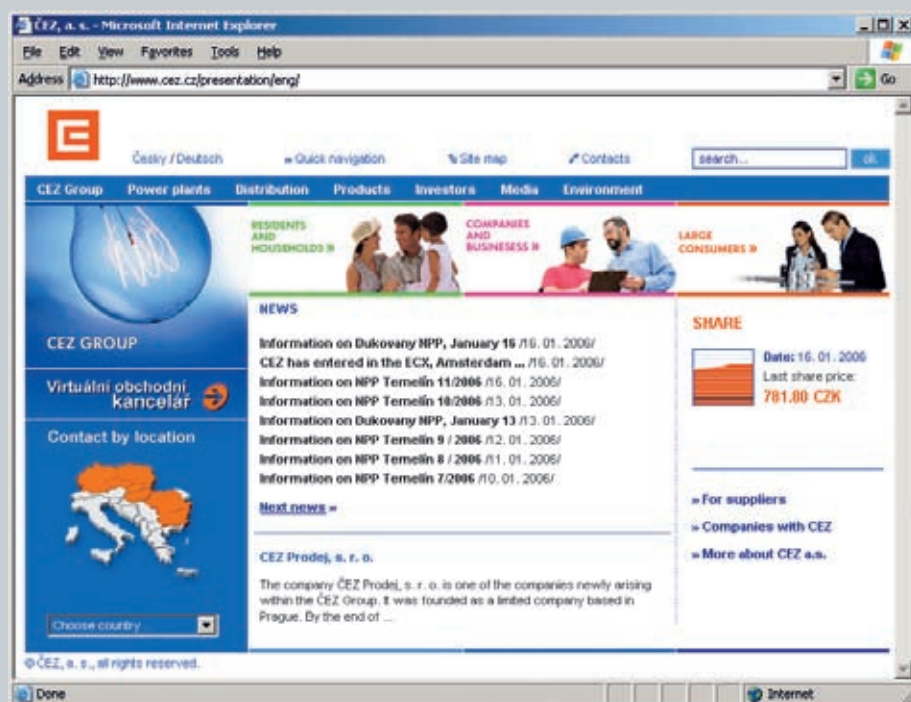 ČEZ, a. s. - Microsoft Internet Explorer
File Edit View Favorites Tools Help
Address http://www.cez.cz/presentation/eng/ Go
Česky / Deutsch » Quick navigation Site map Contacts search... ok
CEZ Group Power plants Distribution Products Investors Media Environment
RESIDENTS
AND
HOUSEHOLDS »
COMPANIES
AND
BUSINESESS »
LARGE
CONSUMERS »
CEZ GROUP
Virtuální obchodní
kancelář
Contact by location
Choose country
NEWS
Information on Dukovany NPP, January 16 /16. 01. 2006/
CEZ has entered in the ECX, Amsterdam ... /16. 01. 2006/
Information on NPP Temelín 11/2006 /16. 01. 2006/
Information on NPP Temelín 10/2006 /13. 01. 2006/
Information on Dukovany NPP, January 13 /13. 01. 2006/
Information on NPP Temelín 9 / 2006 /12. 01. 2006/
Information on NPP Temelín 8 / 2006 /11. 01. 2006/
Information on NPP Temelín 7/2006 /10. 01. 2006/
Next news »
CEZ Prodej, s. r. o.
The company ČEZ Prodej, s. r. o. is one of the companies newly arising
within the ČEZ Group. It was founded as a limited company based in
Prague. By the end of ...
SHARE
Date: 16. 01. 2006
Last share price:
781.80 CZK
» For suppliers
» Companies with CEZ
» More about CEZ a.s.
© ČEZ, a. s., all rights reserved.
Done Internet